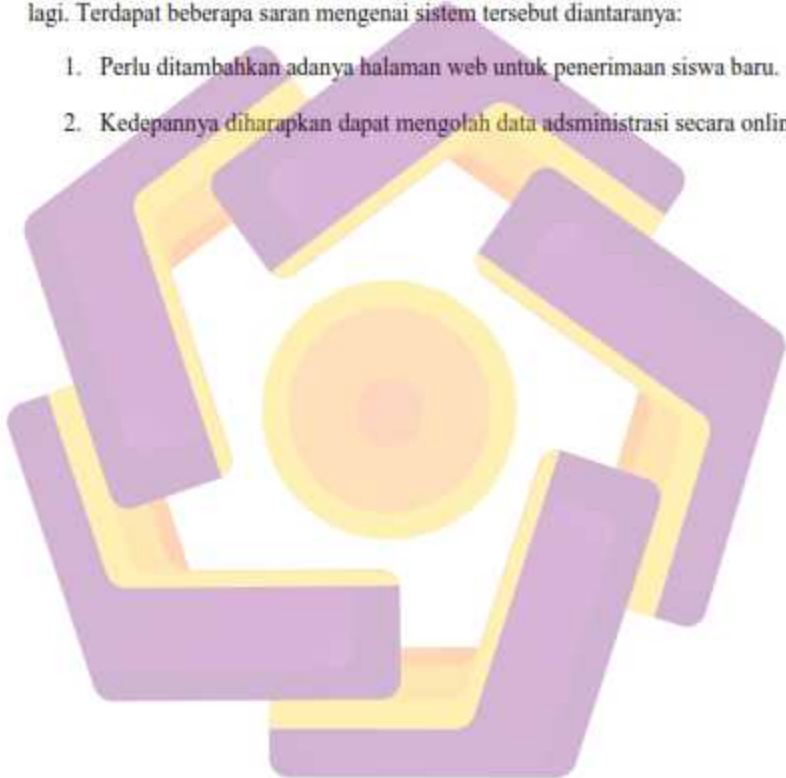 lagi. Terdapat beberapa saran mengenai sistem tersebut diantaranya:
1. Perlu ditambahkan adanya halaman web untuk penerimaan siswa baru.
2. Kedepannya diharapkan dapat mengolah data adsministrasi secara